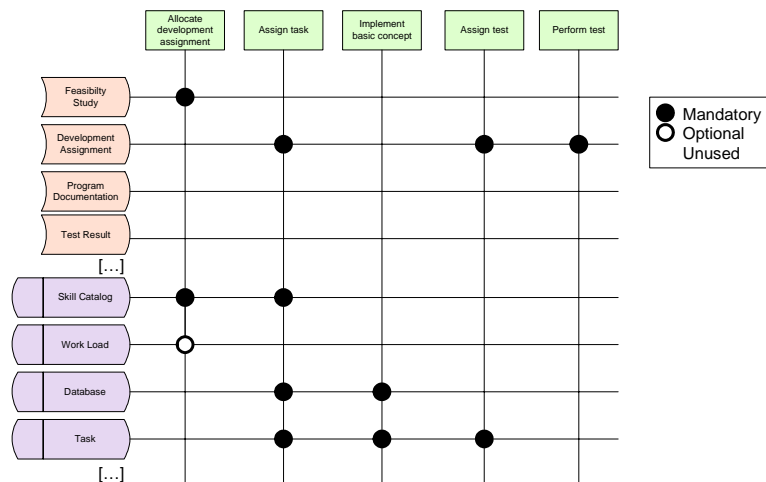 Allocate
development
assignment
Assign task
Implement
basic concept
Assign test
Perform test
Feasibilty
Study
Development
Assignment
Program
Documentation
Test Result
[...]
Skill Catalog
Work Load
Database
Task
[...]
Mandatory
Optional
Unused